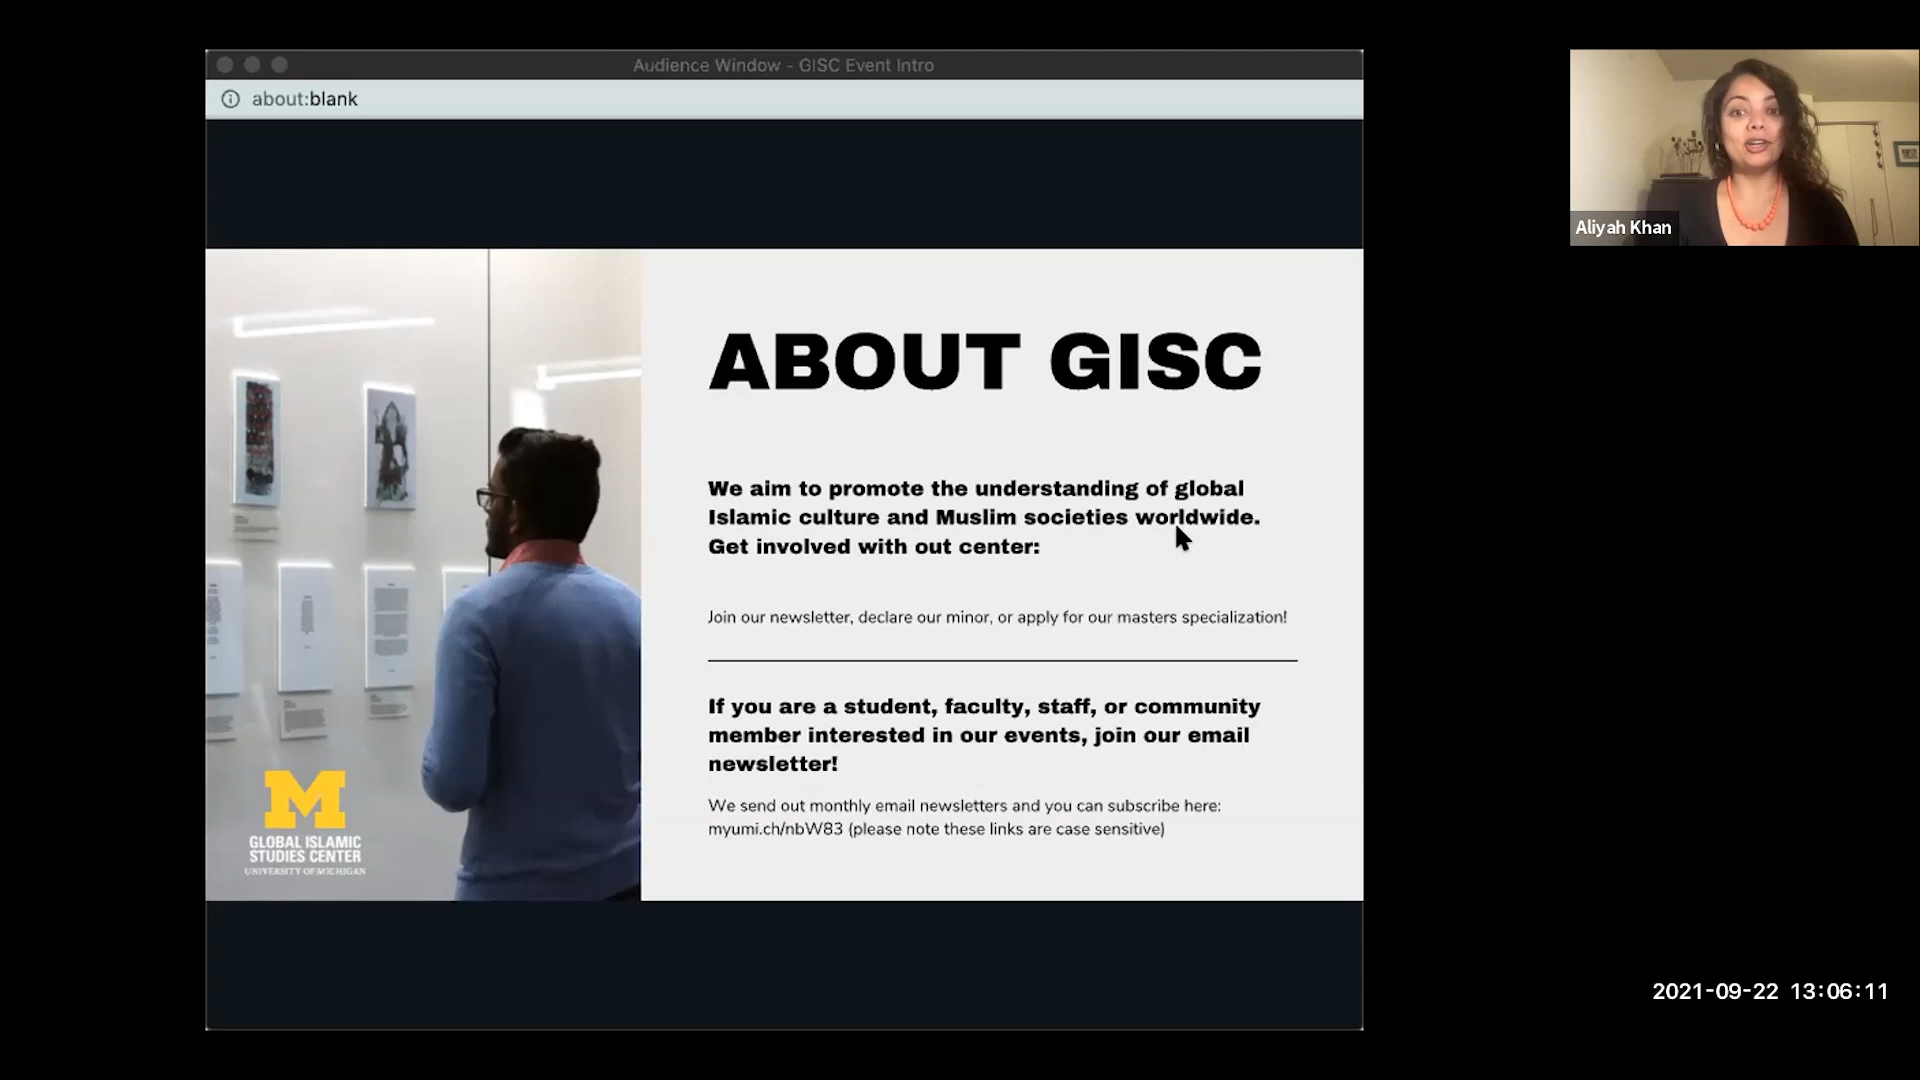 Audience Window - GISC Event Intro
about:blank
Aliyah Khan
ABOUT GISC
We aim to promote the understanding of global
Islamic culture and Muslim societies worldwide.
Get involved with out center:
Join our newsletter, declare our minor, or apply for our masters specialization!
If you are a student, faculty, staff, or community
member interested in our events, join our email
newsletter!
We send out monthly email newsletters and you can subscribe here:
myumi.ch/nbW83 (please note these links are case sensitive)
M
GLOBAL ISLAMIC
STUDIES CENTER
UNIVERSITY OF MICHIGAN
2021-09-22 13:06:11